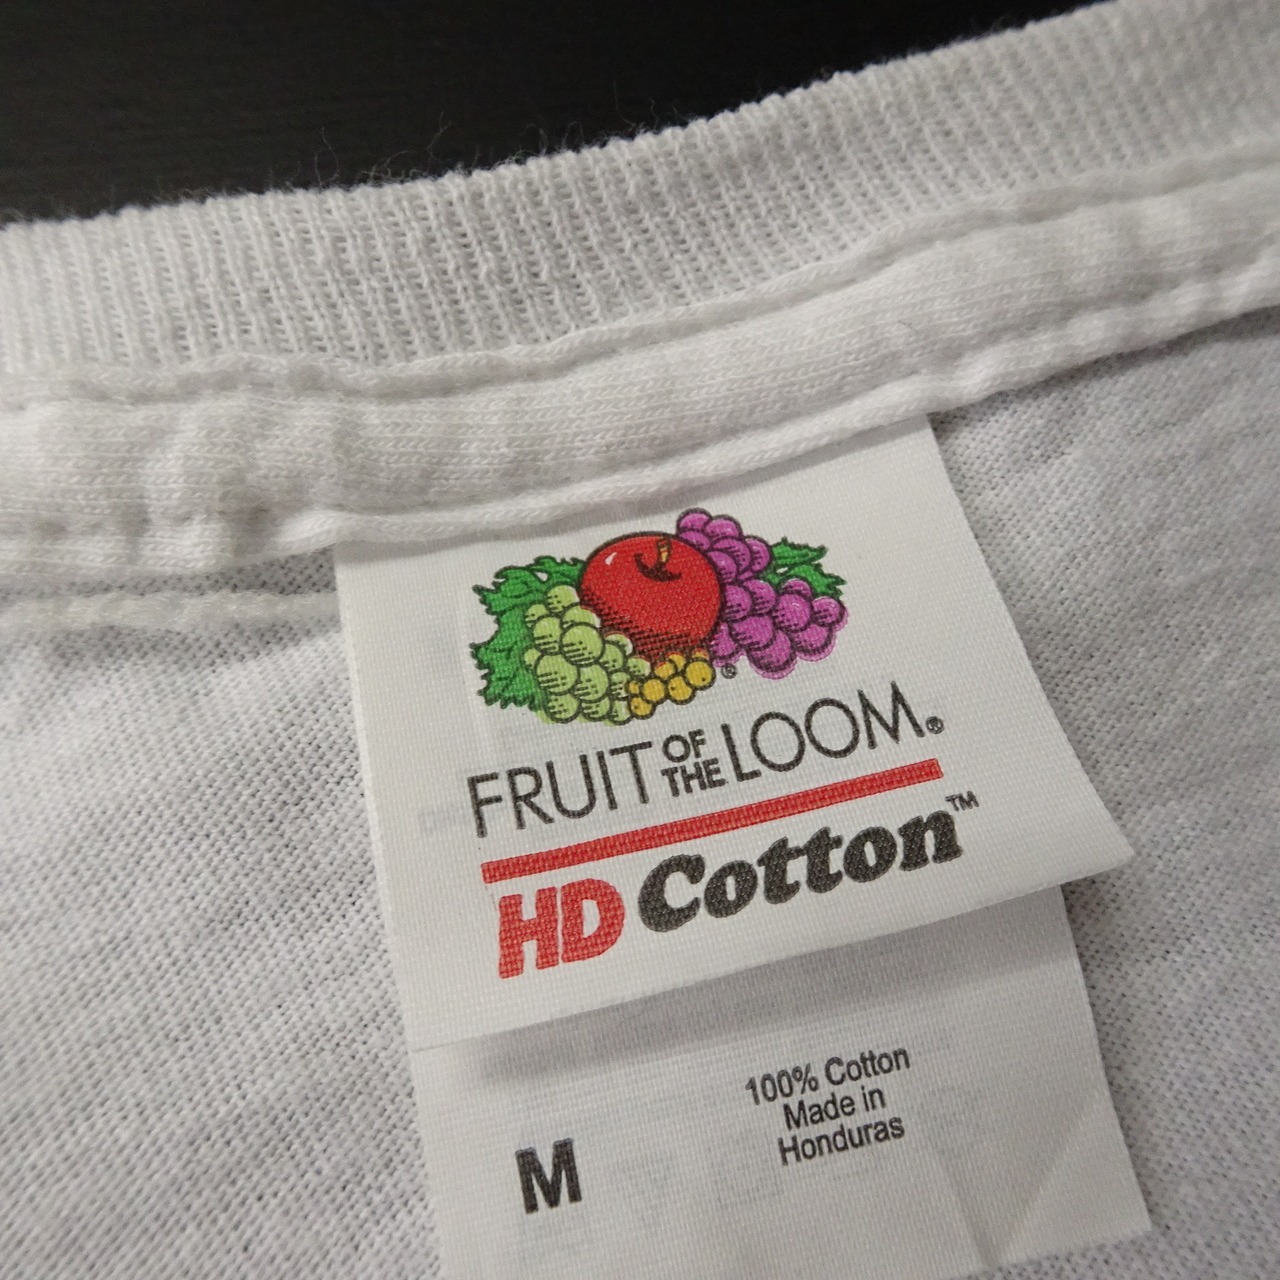 ®
FRUIT OF THE LOOM®
HD Cotton™
100% Cotton
Made in
Honduras
M